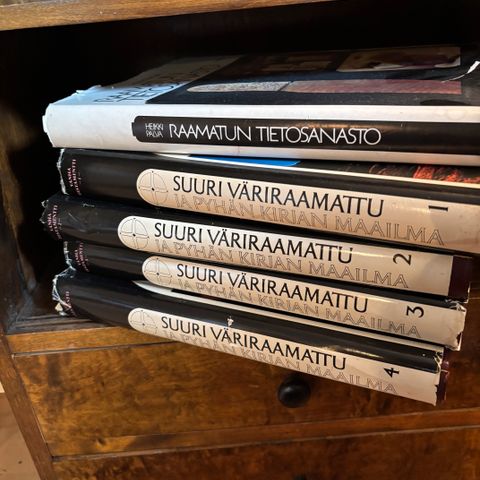 HEIKKI
PALVA
RAAMATUN TIETOSANASTO
SUURI VÄRIRAAMATTU
JA PYHÄN KIRJAN MAAILMA
1
SUURI VÄRIRAAMATTU
JA PYHÄN KIRJAN MAAILMA
2
SUURI VÄRIRAAMATTU
JA PYHÄN KIRJAN MAAILMA
3
SUURI VÄRIRAAMATTU
JA PYHÄN KIRJAN MAAILMA
4